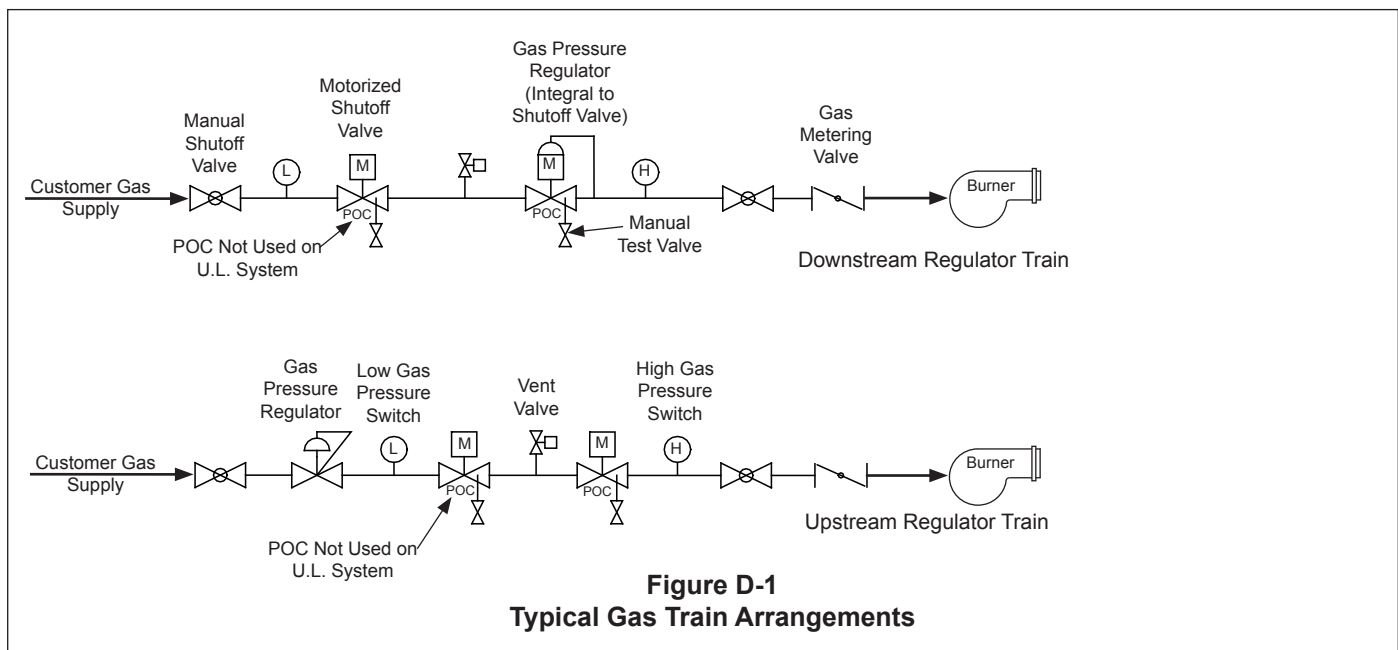 Gas Pressure
Regulator
(Integral to
Shutoff Valve)
Motorized
Shutoff
Valve
Manual
Shutoff
Valve
Gas
Metering
Valve
L
M
M
H
Customer Gas
Supply
Burner
POC
POC
POC Not Used on
U.L. System
Manual
Test Valve
Downstream Regulator Train
Gas
Pressure
Regulator
Low Gas
Pressure
Switch
Vent
Valve
High Gas
Pressure
Switch
L
M
M
H
Customer Gas
Supply
Burner
POC
POC
Upstream Regulator Train
POC Not Used on
U.L. System
Figure D-1
Typical Gas Train Arrangements